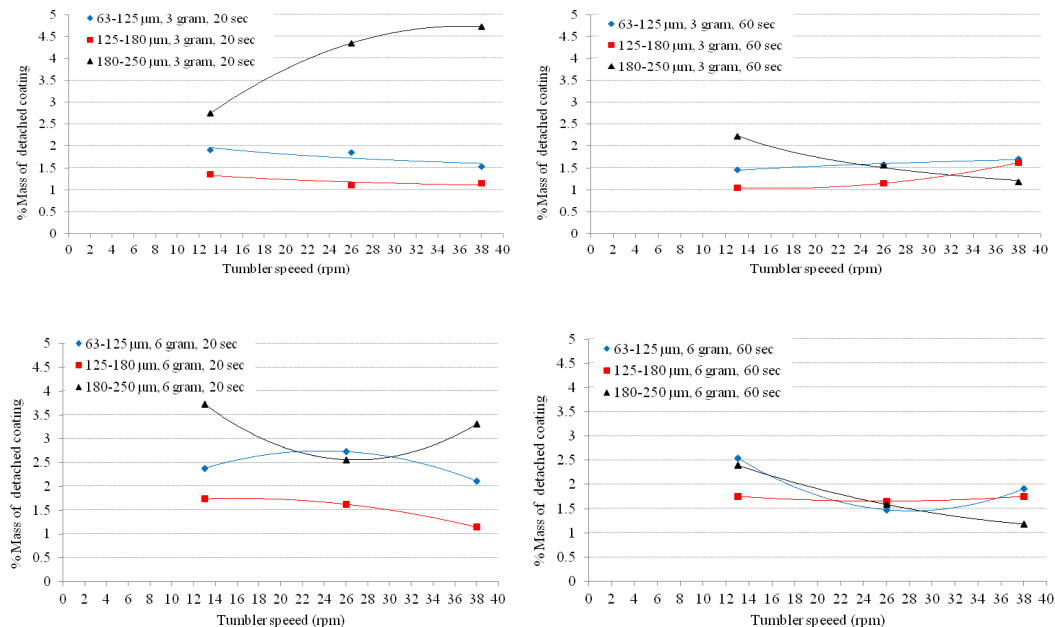 63-125 µm, 3 gram, 20 sec
125-180 µm, 3 gram, 20 sec
180-250 µm, 3 gram, 20 sec
% Mass of detached coating
5
4.5
4
3.5
3
2.5
2
1.5
1
0.5
0
0 2 4 6 8 10 12 14 16 18 20 22 24 26 28 30 32 34 36 38 40
Tumbler speeed (rpm)
63-125 µm, 3 gram, 60 sec
125-180 µm, 3 gram, 60 sec
180-250 µm, 3 gram, 60 sec
% Mass of detached coating
5
4.5
4
3.5
3
2.5
2
1.5
1
0.5
0
0 2 4 6 8 10 12 14 16 18 20 22 24 26 28 30 32 34 36 38 40
Tumbler speeed (rpm)
63-125 µm, 6 gram, 20 sec
125-180 µm, 6 gram, 20 sec
180-250 µm, 6 gram, 20 sec
% Mass of detached coating
5
4.5
4
3.5
3
2.5
2
1.5
1
0.5
0
0 2 4 6 8 10 12 14 16 18 20 22 24 26 28 30 32 34 36 38 40
Tumbler speeed (rpm)
63-125 µm, 6 gram, 60 sec
125-180 µm, 6 gram, 60 sec
180-250 µm, 6 gram, 60 sec
% Mass of detached coating
5
4.5
4
3.5
3
2.5
2
1.5
1
0.5
0
0 2 4 6 8 10 12 14 16 18 20 22 24 26 28 30 32 34 36 38 40
Tumbler speeed (rpm)